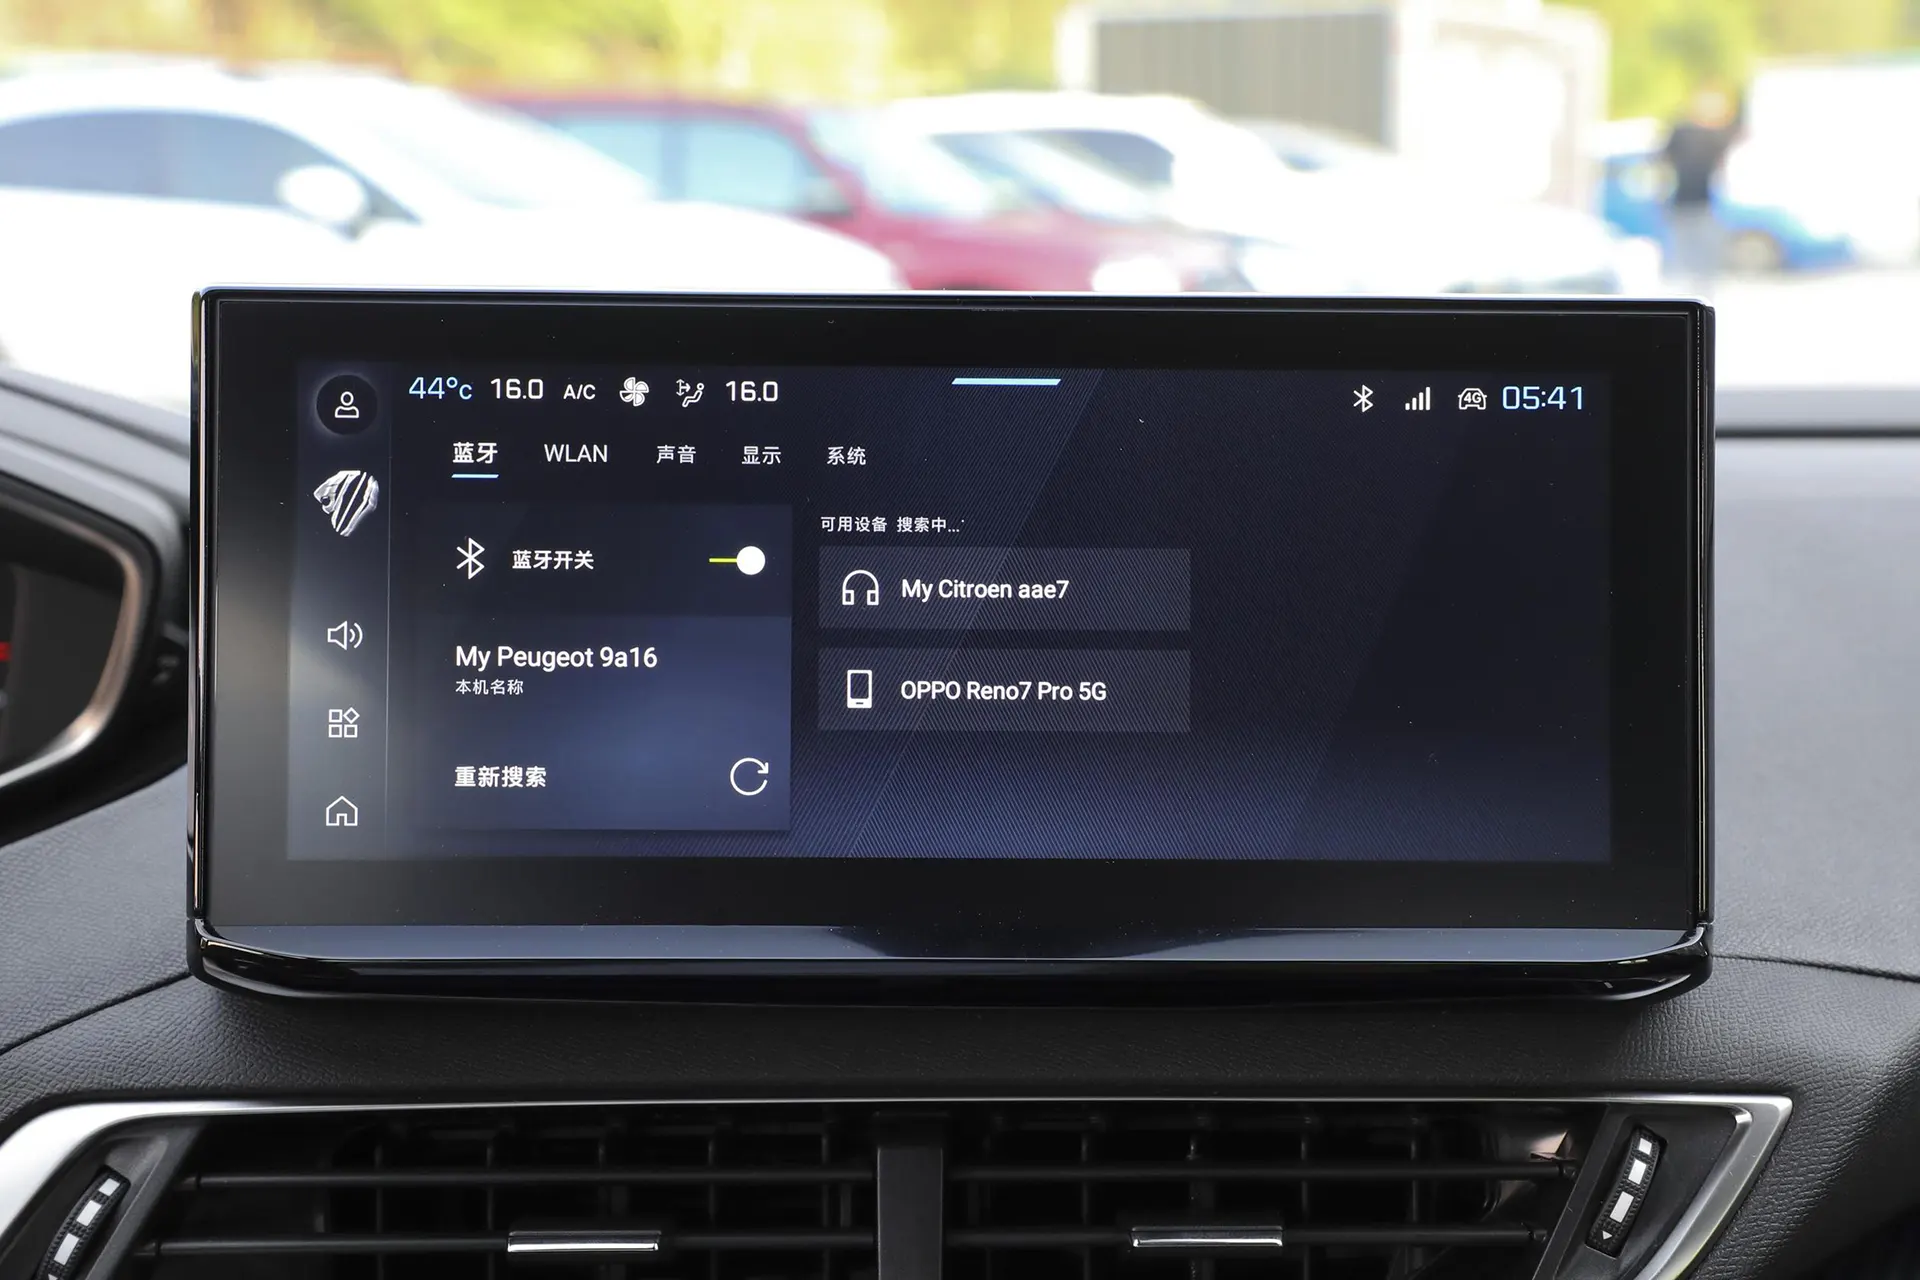 44°c 16.0 A/C 16.0 4G 05:41
蓝牙 WLAN 声音 显示 系统
可用设备 搜索中...
蓝牙开关
My Citroen aae7
My Peugeot 9a16
本机名称
OPPO Reno7 Pro 5G
重新搜索